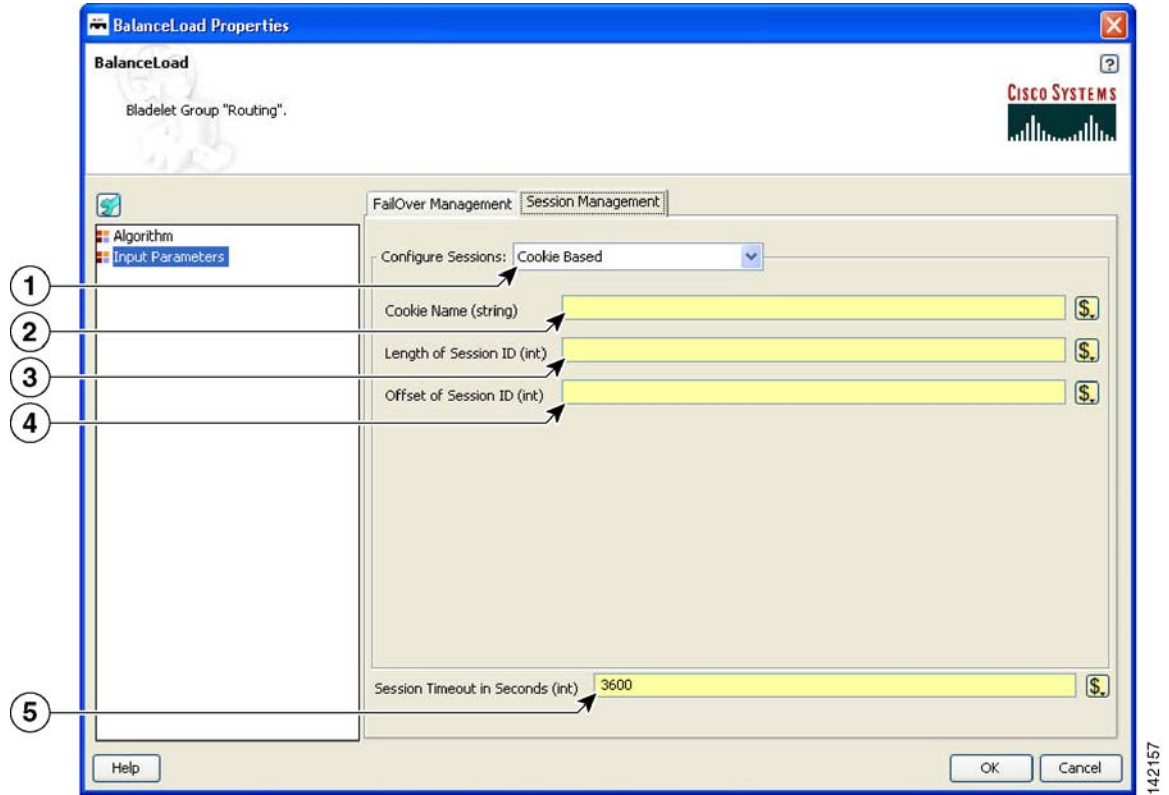 BalanceLoad Properties
BalanceLoad
?
Bladelet Group "Routing".
CISCO SYSTEMS
FailOver Management
Session Management
Algorithm
Input Parameters
Configure Sessions: Cookie Based
1
Cookie Name (string)
$
2
Length of Session ID (int)
$
3
Offset of Session ID (int)
$
4
Session Timeout in Seconds (int) 3600
$
5
Help
OK
Cancel
142157